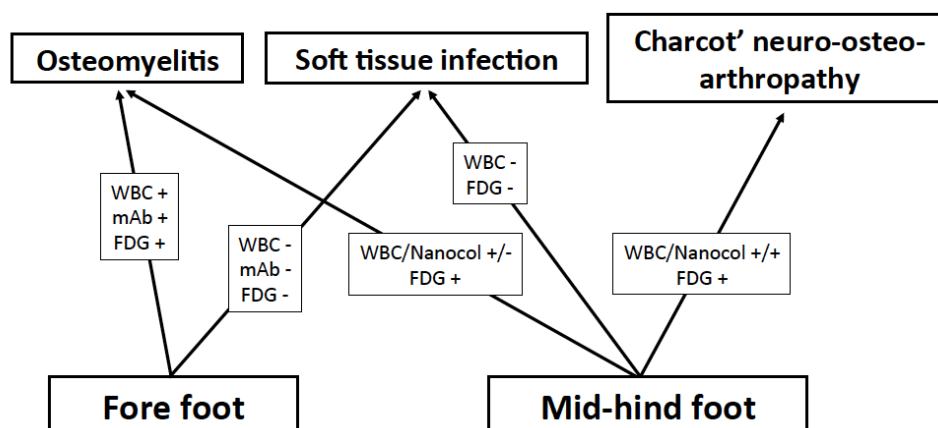 Osteomyelitis
Soft tissue infection
Charcot’ neuro-osteo-
arthropathy
WBC +
mAb +
FDG +
WBC -
mAb -
FDG -
WBC/Nanocol +/-
FDG +
WBC -
FDG -
WBC/Nanocol +/+
FDG +
Fore foot
Mid-hind foot